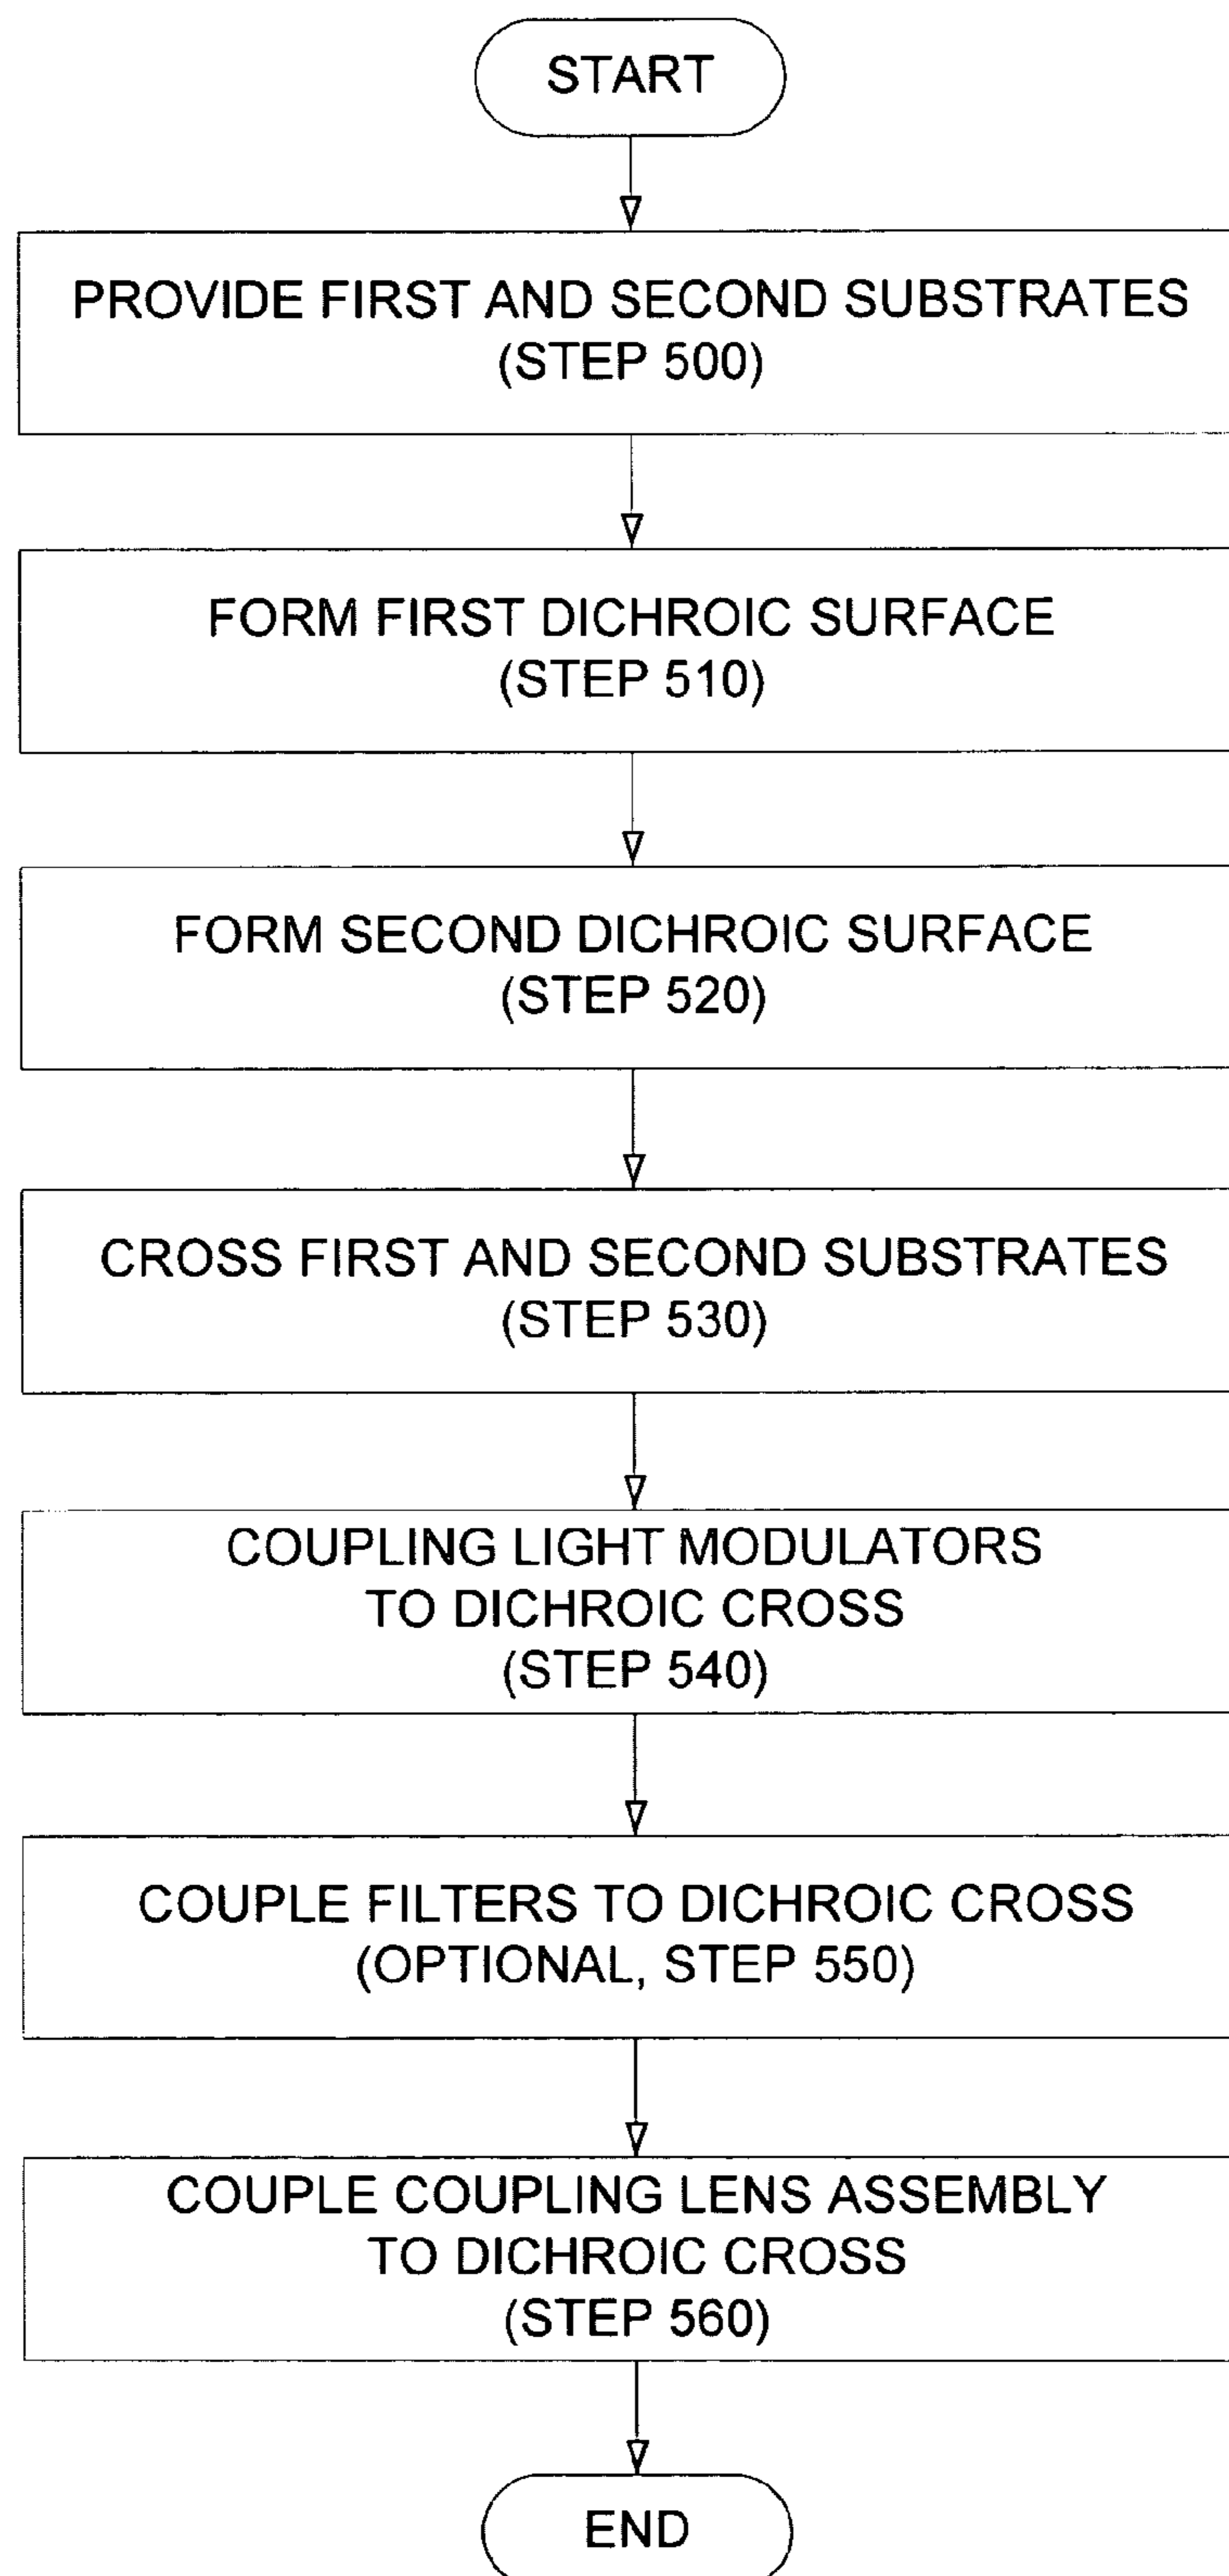 START
PROVIDE FIRST AND SECOND SUBSTRATES
(STEP 500)
FORM FIRST DICHROIC SURFACE
(STEP 510)
FORM SECOND DICHROIC SURFACE
(STEP 520)
CROSS FIRST AND SECOND SUBSTRATES
(STEP 530)
COUPLING LIGHT MODULATORS
TO DICHROIC CROSS
(STEP 540)
COUPLE FILTERS TO DICHROIC CROSS
(OPTIONAL, STEP 550)
COUPLE COUPLING LENS ASSEMBLY
TO DICHROIC CROSS
(STEP 560)
END